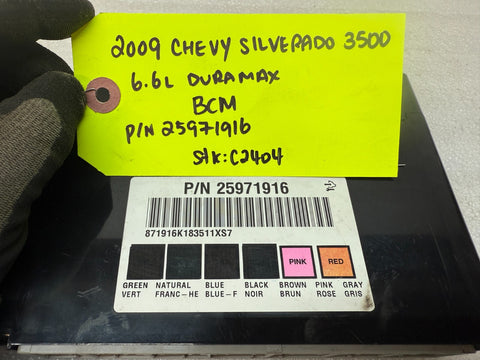 2009 CHEVY SILVERADO 3500
6.6L DURAMAX
BCM
P/N 25971916
Stk: C2404
P/N 25971916
871916K183511XS7
PINK RED
GREEN NATURAL BLUE BLACK BROWN PINK GRAY
VERT FRANC-HE BLUE-F NOIR BRUN ROSE GRIS